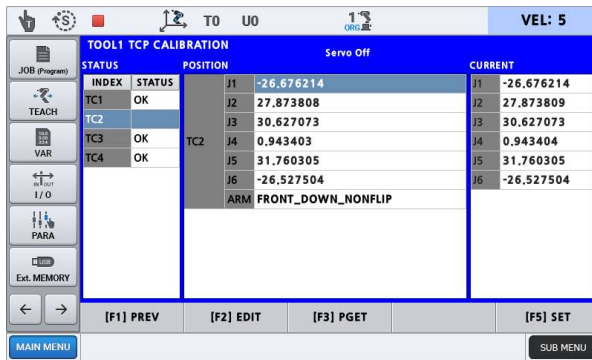 S T0 U0 1 ORG VEL: 5
TOOL1 TCP CALIBRATION Servo Off
STATUS POSITION CURRENT
INDEX STATUS J1 -26,676214 J1 -26,676214
TC1 OK J2 27,873808 J2 27,873809
TC2 J3 30,627073 J3 30,627073
TC3 OK TC2 J4 0,943403 J4 0,943404
TC4 OK J5 31,760305 J5 31,760305
J6 -26,527504 J6 -26,527504
ARM FRONT_DOWN_NONFLIP
JOB (Program)
TEACH
VAR
IN OUT
I/O
PARA
USB
Ext. MEMORY
[F1] PREV [F2] EDIT [F3] PGET [F5] SET
MAIN MENU SUB MENU